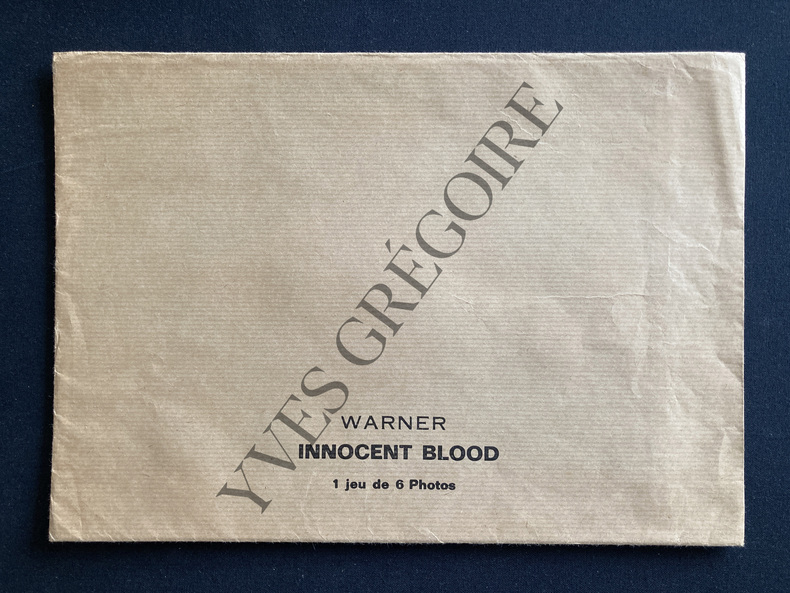 YVES GRÉGOIRE
WARNER
INNOCENT BLOOD
1 jeu de 6 Photos